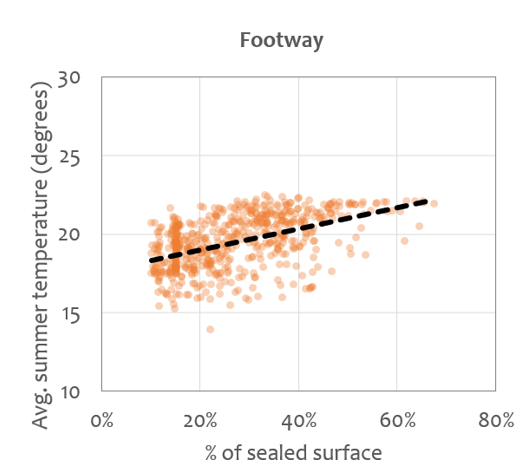 Footway
Avg. summer temperature (degrees)
30
25
20
15
10
0% 20% 40% 60% 80%
% of sealed surface